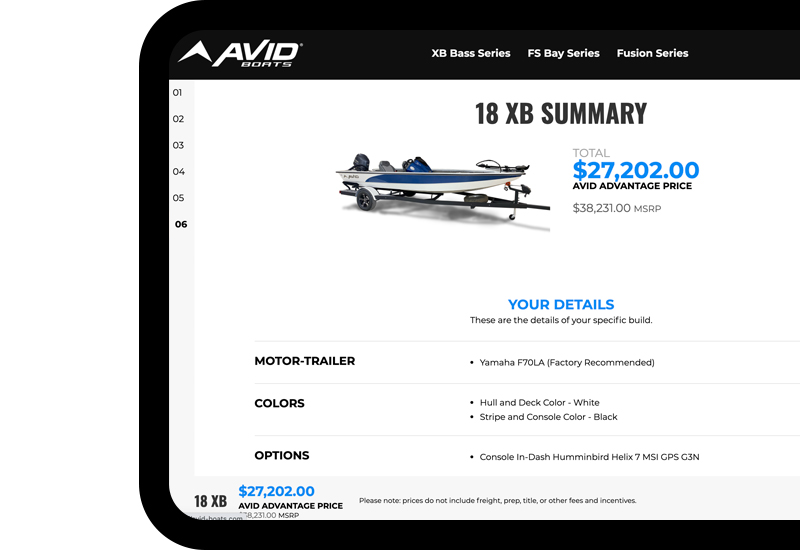 AVID
BOATS
XB Bass Series FS Bay Series Fusion Series
01
02
03
04
05
06
18 XB SUMMARY
TOTAL
$27,202.00
AVID ADVANTAGE PRICE
$38,231.00 MSRP
AVID
YOUR DETAILS
These are the details of your specific build.
MOTOR-TRAILER
• Yamaha F70LA (Factory Recommended)
COLORS
• Hull and Deck Color - White
• Stripe and Console Color - Black
OPTIONS
• Console In-Dash Humminbird Helix 7 MSI GPS G3N
18 XB
$27,202.00
AVID ADVANTAGE PRICE
38,231.00 MSRP
Please note: prices do not include freight, prep, title, or other fees and incentives.